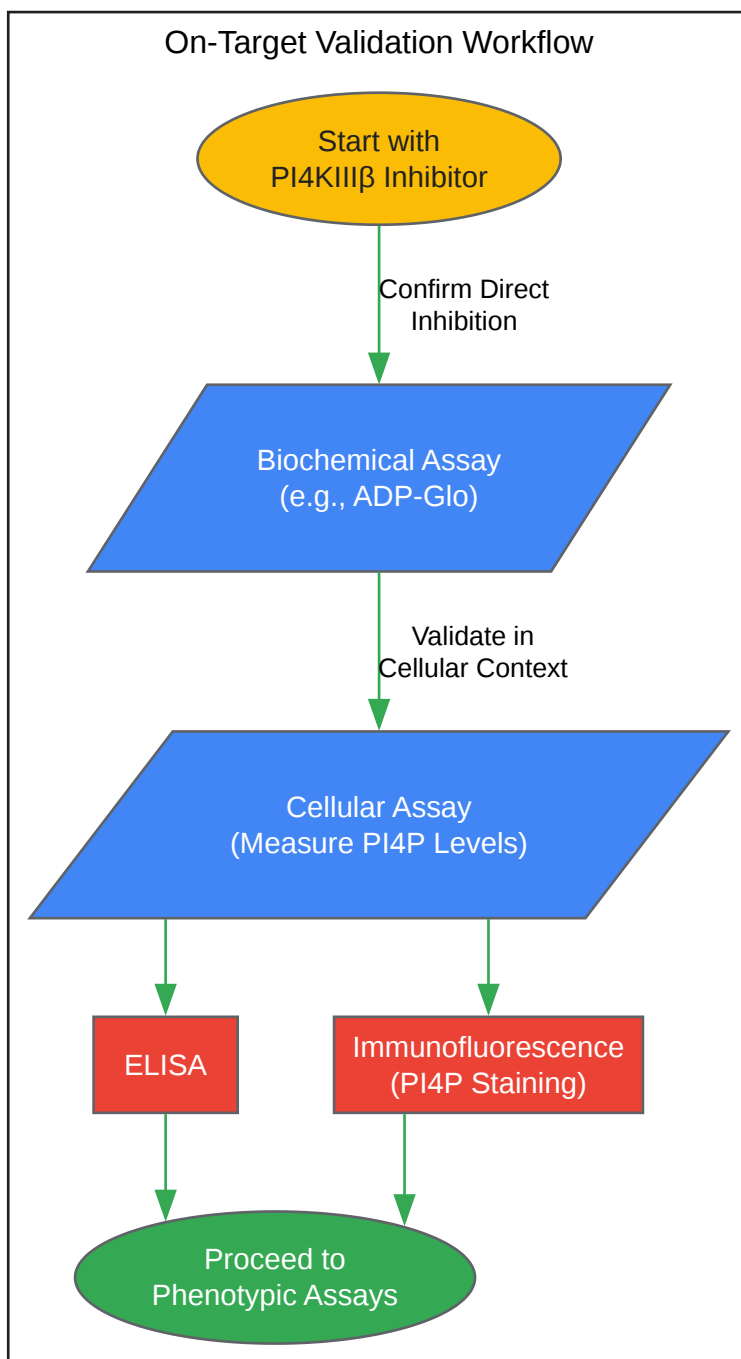 On-Target Validation Workflow
Start with
PI4KIIIβ Inhibitor
Confirm Direct
Inhibition
Biochemical Assay
(e.g., ADP-Glo)
Validate in
Cellular Context
Cellular Assay
(Measure PI4P Levels)
ELISA
Immunofluorescence
(PI4P Staining)
Proceed to
Phenotypic Assays